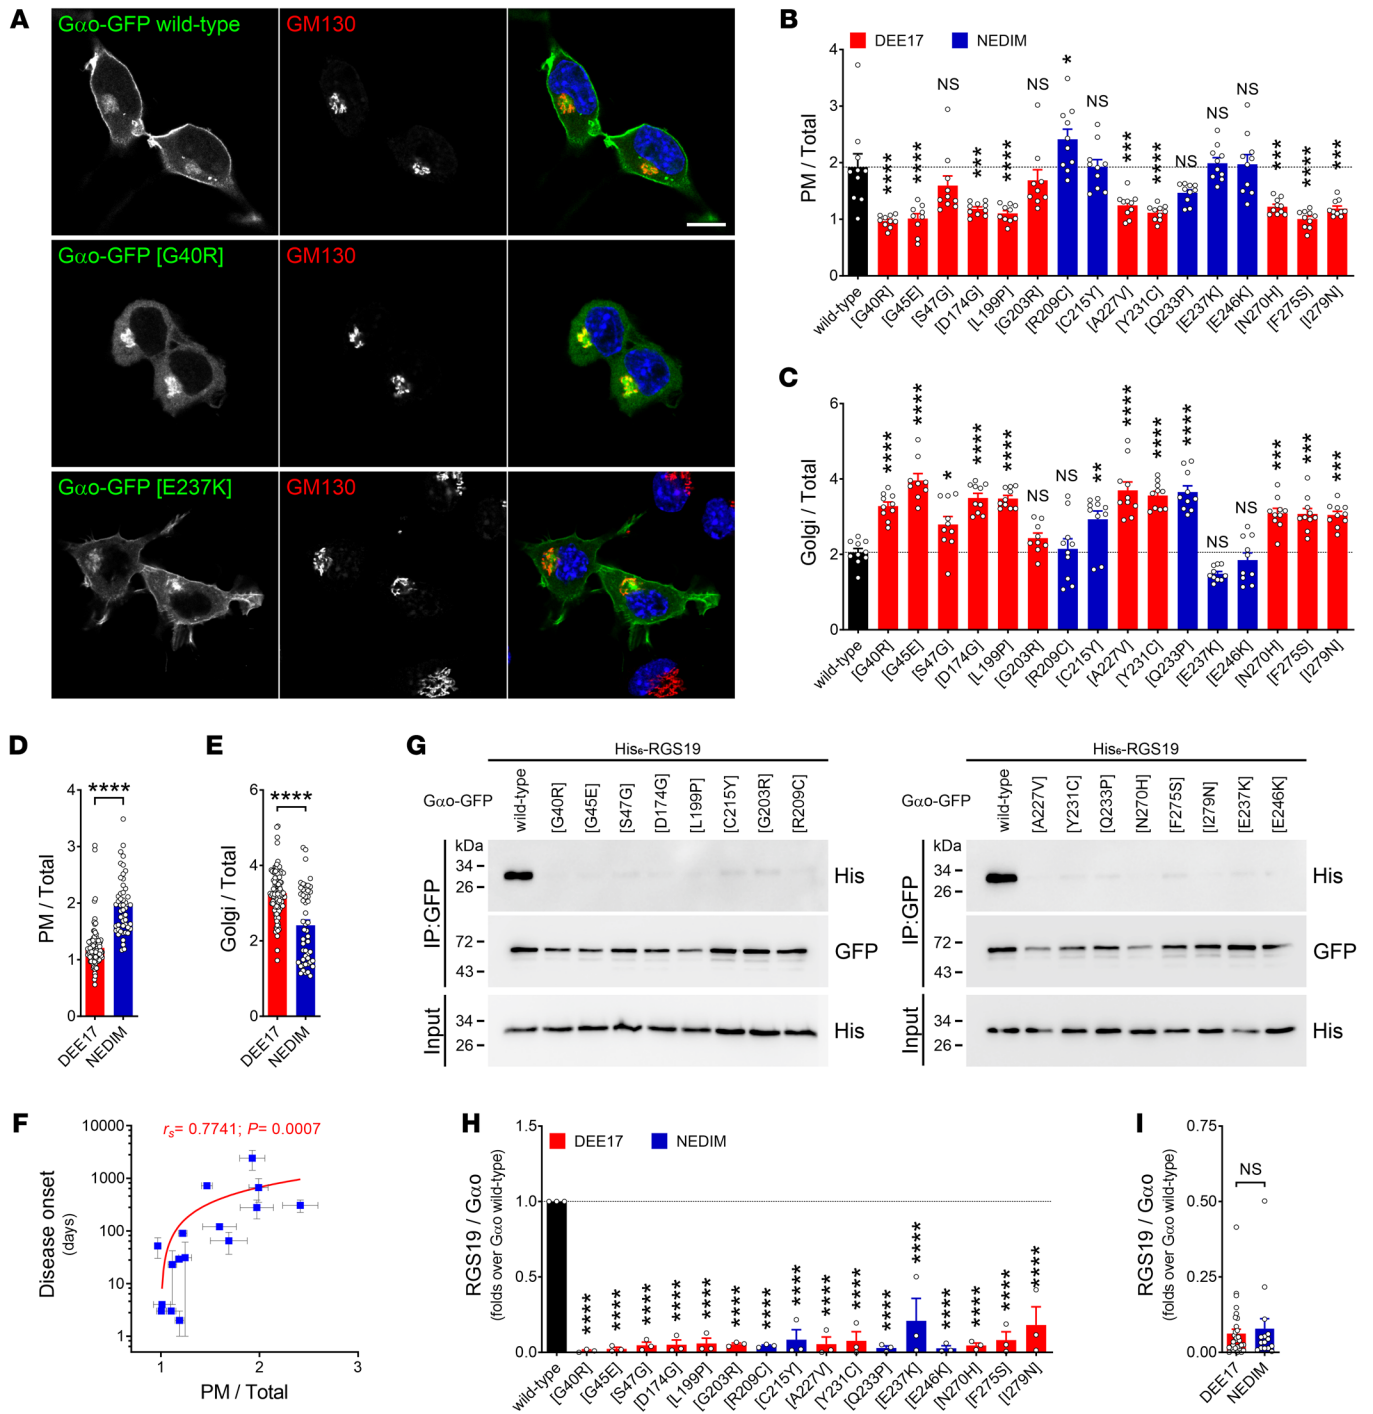 A
Gαo-GFP wild-type
GM130
Gαo-GFP [G40R]
GM130
Gαo-GFP [E237K]
GM130
B
DEE17
NEDIM
PM / Total
4
3
2
1
0
**** **** NS *** **** NS * NS *** **** NS NS NS *** **** ***
wild-type [G40R] [G45E] [S47G] [D174G] [L199P] [G203R] [R209C] [C215Y] [A227V] [Y231C] [Q233P] [E237K] [E246K] [N270H] [F275S] [I279N]
C
Golgi / Total
6
4
2
0
**** **** * **** **** NS NS ** **** **** **** NS NS *** *** ***
wild-type [G40R] [G45E] [S47G] [D174G] [L199P] [G203R] [R209C] [C215Y] [A227V] [Y231C] [Q233P] [E237K] [E246K] [N270H] [F275S] [I279N]
D
PM / Total
4
3
2
1
0
****
DEE17 NEDIM
E
Golgi / Total
6
4
2
0
****
DEE17 NEDIM
F
rs= 0.7741; P= 0.0007
Disease onset
(days)
10000
1000
100
10
1
1 2 3
PM / Total
G
His₆-RGS19
Gαo-GFP
wild-type [G40R] [G45E] [S47G] [D174G] [L199P] [C215Y] [G203R] [R209C]
IP:GFP
kDa
34
26
His
72
43
GFP
Input
34
26
His
His₆-RGS19
Gαo-GFP
wild-type [A227V] [Y231C] [Q233P] [N270H] [F275S] [I279N] [E237K] [E246K]
IP:GFP
kDa
34
26
His
72
43
GFP
Input
34
26
His
H
DEE17
NEDIM
RGS19 / Gαo
(folds over Gαo wild-type)
1.5
1.0
0.5
0.0
**** **** **** **** **** **** **** **** **** **** **** **** **** **** **** ****
wild-type [G40R] [G45E] [S47G] [D174G] [L199P] [G203R] [R209C] [C215Y] [A227V] [Y231C] [Q233P] [E237K] [E246K] [N270H] [F275S] [I279N]
I
RGS19 / Gαo
(folds over Gαo wild-type)
0.75
0.50
0.25
0.00
NS
DEE17 NEDIM